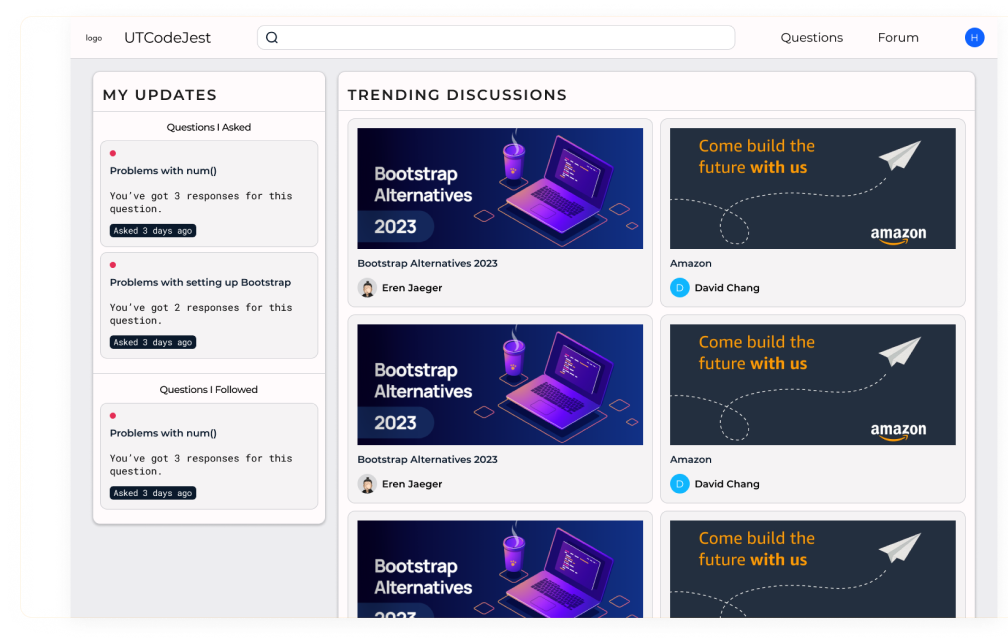 logo
UTCodeJest
Questions
Forum
H
MY UPDATES
Questions I Asked
Problems with num()
You've got 3 responses for this
question.
Asked 3 days ago
Problems with setting up Bootstrap
You've got 2 responses for this
question.
Asked 3 days ago
Questions I Followed
Problems with num()
You've got 3 responses for this
question.
Asked 3 days ago
TRENDING DISCUSSIONS
Bootstrap
Alternatives
2023
Bootstrap Alternatives 2023
Eren Jaeger
Come build the
future with us
amazon
Amazon
D
David Chang
Bootstrap
Alternatives
2023
Bootstrap Alternatives 2023
Eren Jaeger
Come build the
future with us
amazon
Amazon
D
David Chang
Bootstrap
Alternatives
2023
Come build the
future with us